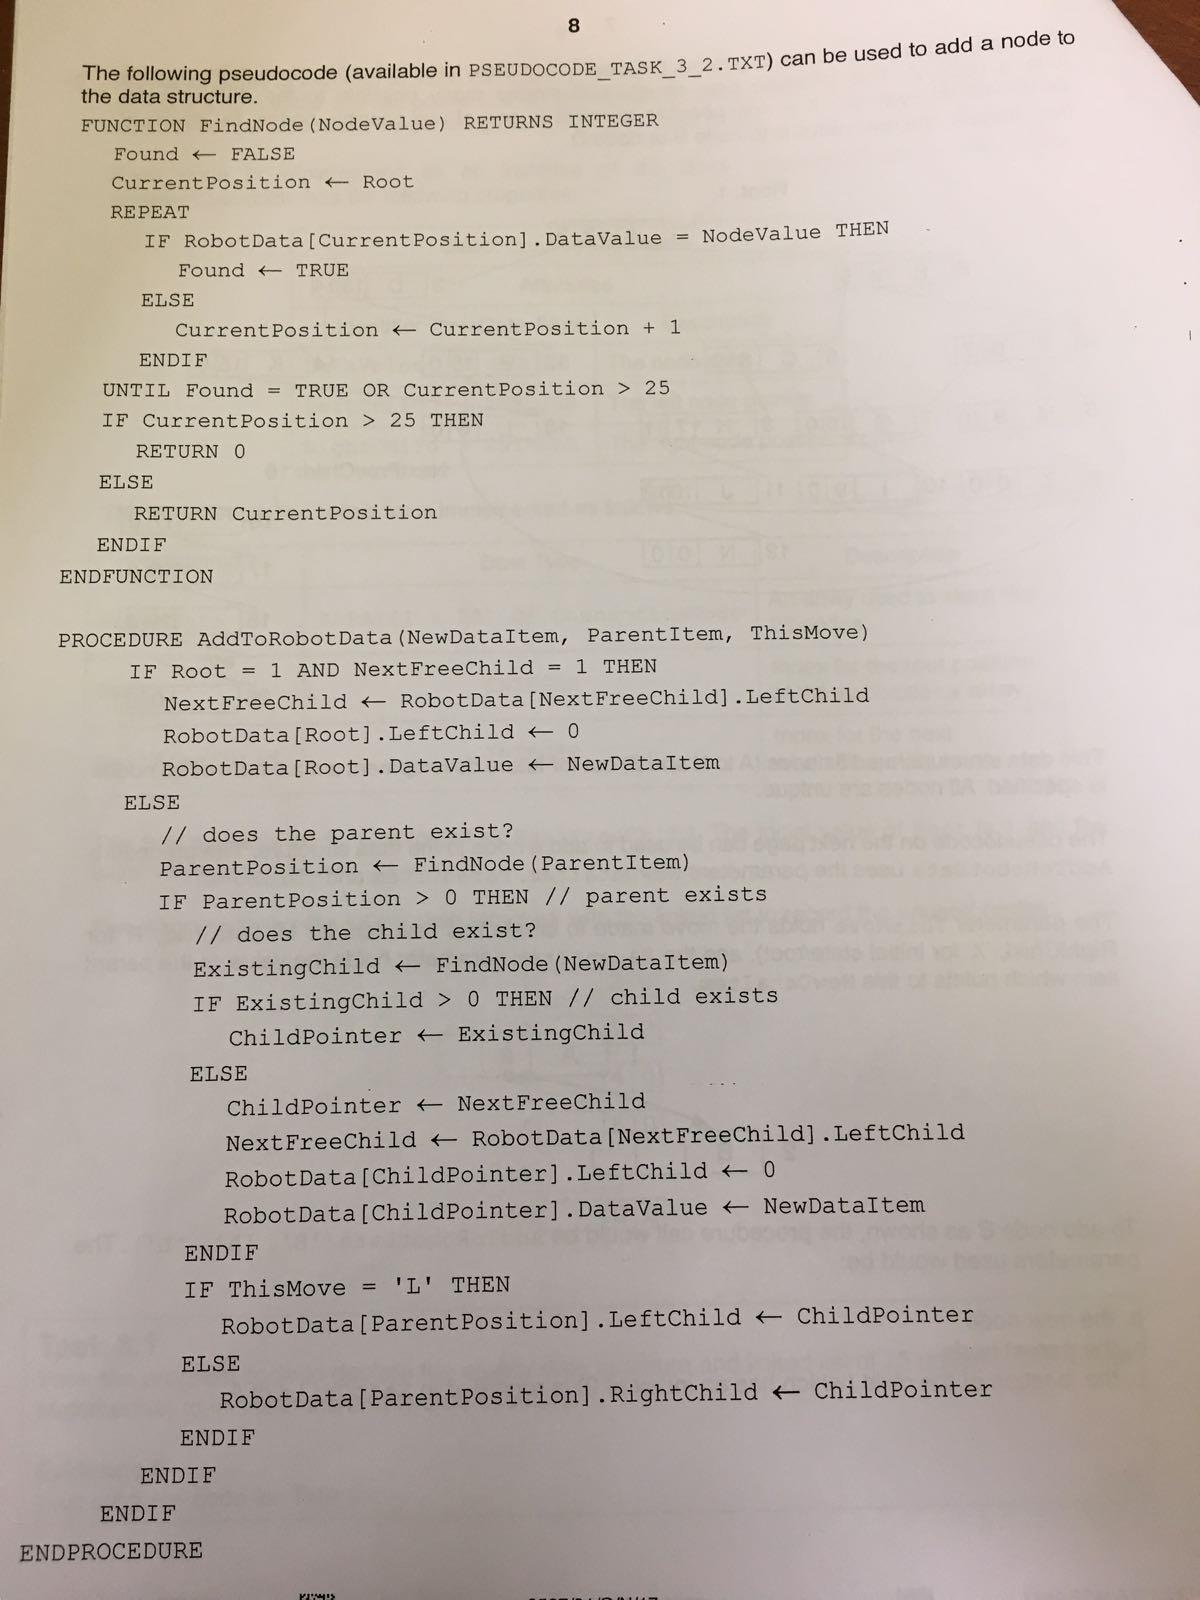 8
The following pseudocode (available in PSEUDOCODE_TASK_3_2.TXT) can be used to add a node to
the data structure.
FUNCTION FindNode(NodeValue) RETURNS INTEGER
Found ← FALSE
CurrentPosition ← Root
REPEAT
IF RobotData[CurrentPosition].DataValue = NodeValue THEN
Found ← TRUE
ELSE
CurrentPosition ← CurrentPosition + 1
ENDIF
UNTIL Found = TRUE OR CurrentPosition > 25
IF CurrentPosition > 25 THEN
RETURN 0
ELSE
RETURN CurrentPosition
ENDIF
ENDFUNCTION
PROCEDURE AddToRobotData(NewDataItem, ParentItem, ThisMove)
IF Root = 1 AND NextFreeChild = 1 THEN
NextFreeChild ← RobotData[NextFreeChild].LeftChild
RobotData[Root].LeftChild ← 0
RobotData[Root].DataValue ← NewDataItem
ELSE
// does the parent exist?
ParentPosition ← FindNode(ParentItem)
IF ParentPosition > 0 THEN // parent exists
// does the child exist?
ExistingChild ← FindNode(NewDataItem)
IF ExistingChild > 0 THEN // child exists
ChildPointer ← ExistingChild
ELSE
ChildPointer ← NextFreeChild
NextFreeChild ← RobotData[NextFreeChild].LeftChild
RobotData[ChildPointer].LeftChild ← 0
RobotData[ChildPointer].DataValue ← NewDataItem
ENDIF
IF ThisMove = 'L' THEN
RobotData[ParentPosition].LeftChild ← ChildPointer
ELSE
RobotData[ParentPosition].RightChild ← ChildPointer
ENDIF
ENDIF
ENDIF
ENDPROCEDURE